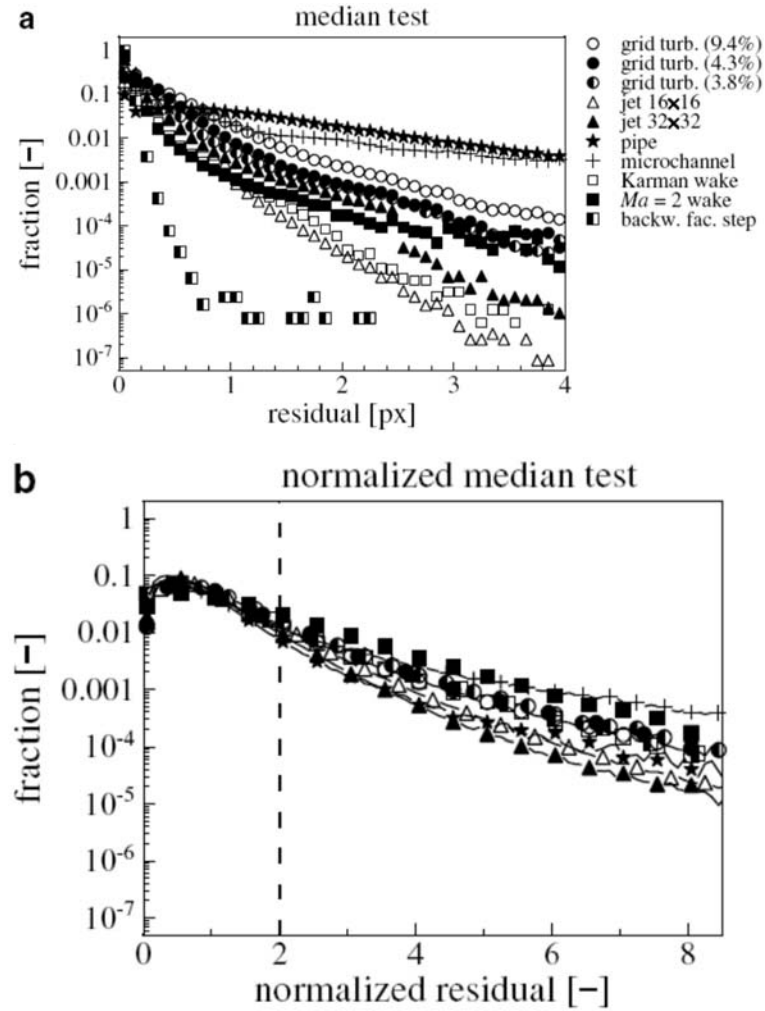 a
median test
1
0.1
0.01
0.001
10-4
10-5
10-6
10-7
fraction [−]
0 1 2 3 4
residual [px]
grid turb. (9.4%)
grid turb. (4.3%)
grid turb. (3.8%)
jet 16×16
jet 32×32
pipe
microchannel
Karman wake
Ma = 2 wake
backw. fac. step
b
normalized median test
1
0.1
0.01
0.001
10-4
10-5
10-6
10-7
fraction [−]
0 2 4 6 8
normalized residual [−]